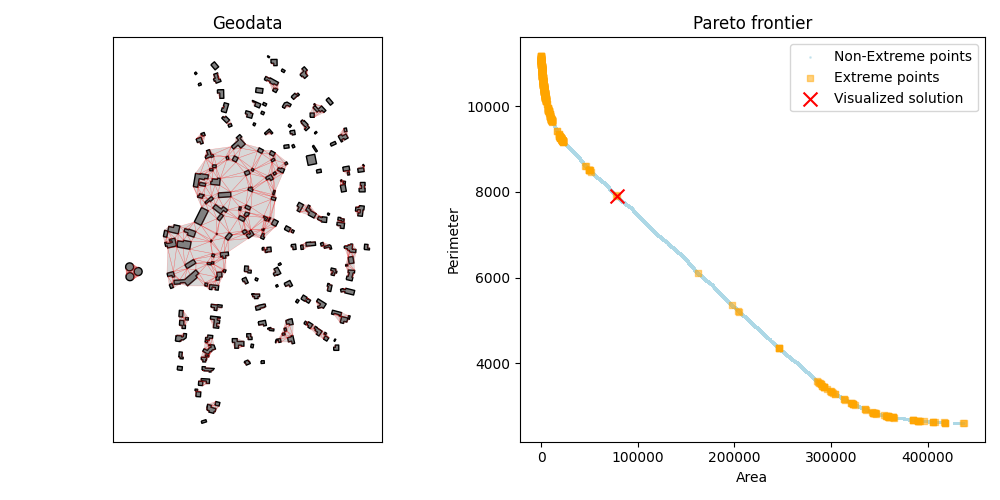 Geodata
Pareto frontier
Non-Extreme points
Extreme points
Visualized solution
10000
8000
6000
4000
Perimeter
0
100000
200000
300000
400000
Area